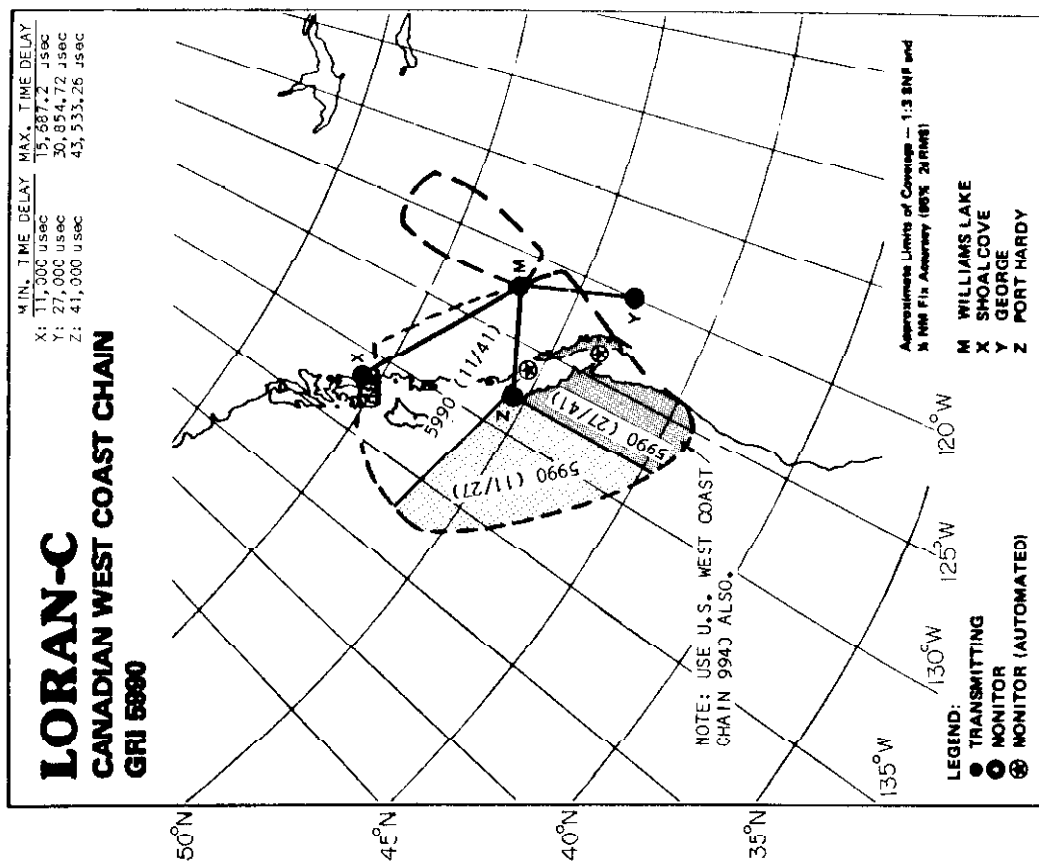 LORAN-C
CANADIAN WEST COAST CHAIN
GRI 5990
MIN. TIME DELAY MAX. TIME DELAY
X: 11,000 usec 15,687.2 usec
Y: 27,000 usec 30,854.72 usec
Z: 41,000 usec 43,533.26 usec
50°N
45°N
40°N
35°N
X
M
Z
Y
5990 (11/41)
5990 (11/27)
5990 (27/41)
NOTE: USE U.S. WEST COAST
CHAIN 9940 ALSO.
135°W
130°W
125°W
120°W
LEGEND:
TRANSMITTING
MONITOR
MONITOR (AUTOMATED)
Approximate Limits of Coverage — 1:3 SNR and
¼ NM Fix Accuracy (95% 2dRMS)
M WILLIAMS LAKE
X SHOALCOVE
Y GEORGE
Z PORT HARDY